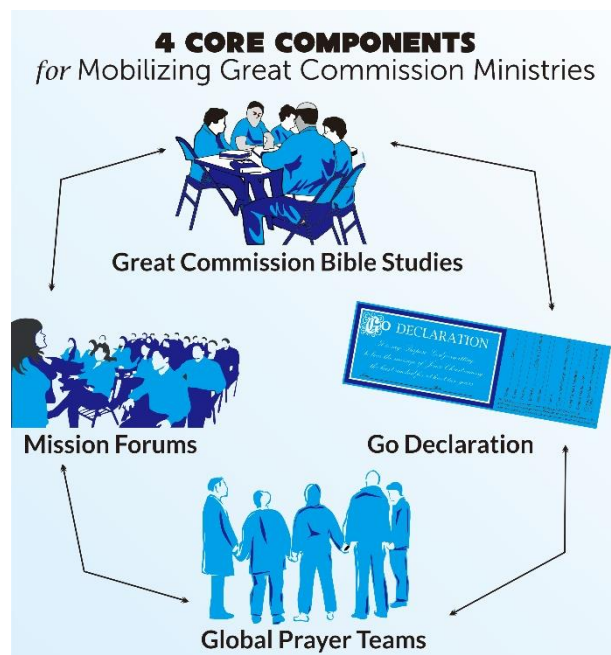 4 CORE COMPONENTS
for Mobilizing Great Commission Ministries
Great Commission Bible Studies
Go DECLARATION
Mission Forums
Go Declaration
Global Prayer Teams